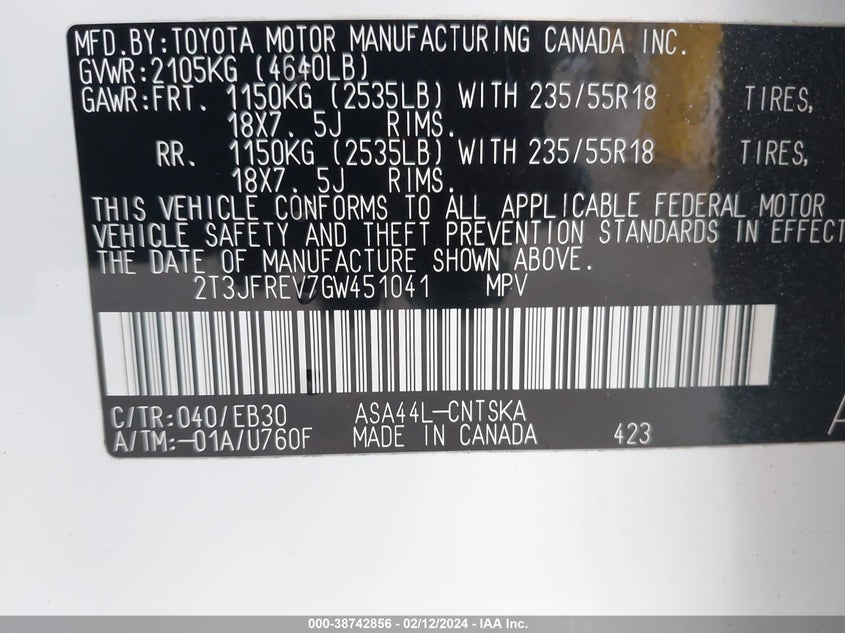 MFD.BY:TOYOTA MOTOR MANUFACTURING CANADA INC.
GVWR:2105KG (4640LB)
GAWR:FRT. 1150KG (2535LB) WITH 235/55R18 TIRES,
18X7. 5J RIMS.
RR. 1150KG (2535LB) WITH 235/55R18 TIRES,
18X7. 5J RIMS.
THIS VEHICLE CONFORMS TO ALL APPLICABLE FEDERAL MOTOR
VEHICLE SAFETY AND THEFT PREVENTION STANDARDS IN EFFECT
THE DATE OF MANUFACTURE SHOWN ABOVE.
2T3JFREV7GW451041 MPV
C/TR:040/EB30 ASA44L-CNTSKA
A/TM:-01A/U760F MADE IN CANADA 423
000-38742856 - 02/12/2024 - IAA Inc.